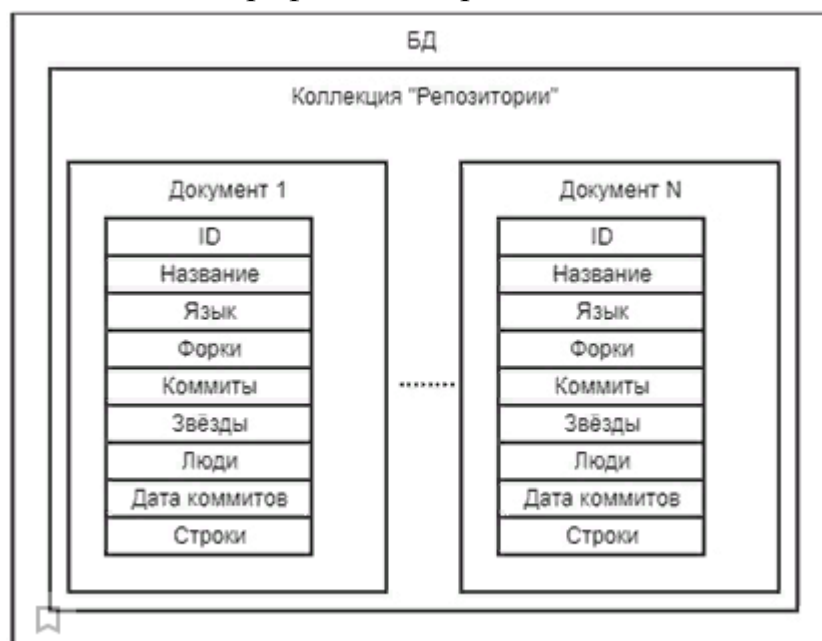 БД
Коллекция "Репозитории"
Документ 1
ID
Название
Язык
Форки
Коммиты
Звёзды
Люди
Дата коммитов
Строки
........
Документ N
ID
Название
Язык
Форки
Коммиты
Звёзды
Люди
Дата коммитов
Строки